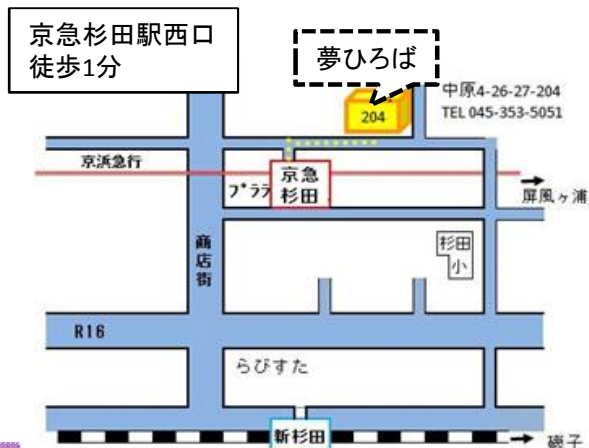 京急杉田駅西口
徒歩1分
夢ひろば
204
中原4-26-27-204
TEL 045-353-5051
京浜急行
プララ
京急
杉田
屏風ヶ浦
商店街
杉田
小
R16
らびすた
新杉田
磯子